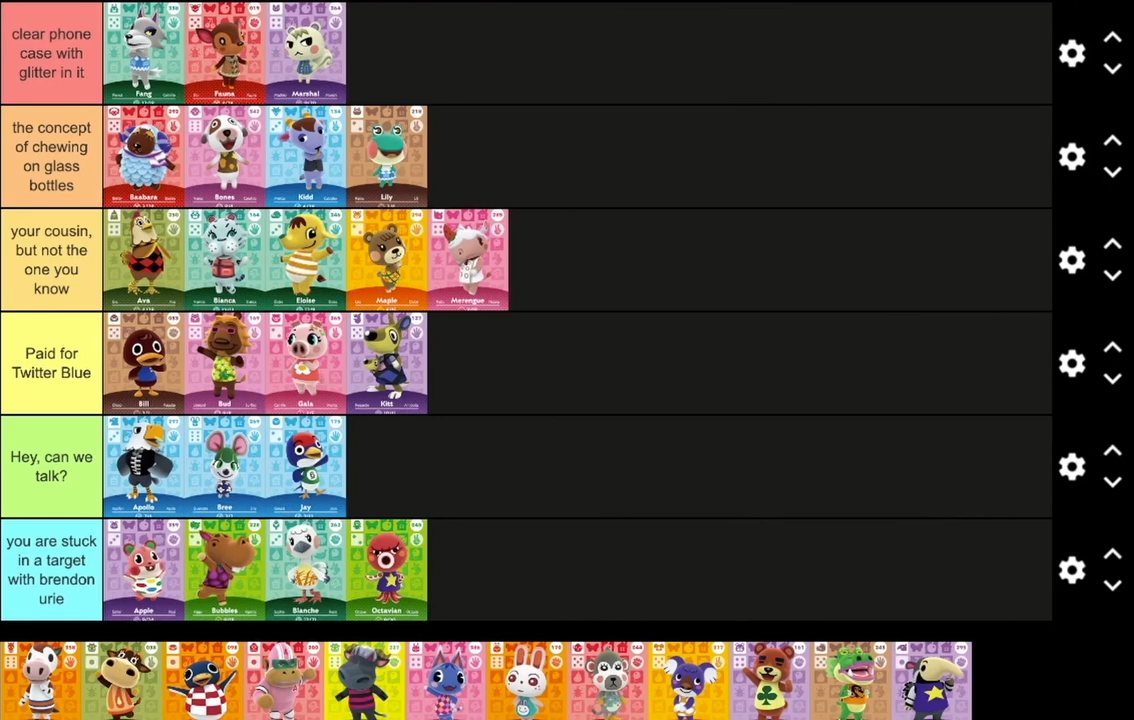 clear phone
case with
glitter in it
Fang
Fauna
Marshal
the concept
of chewing
on glass
bottles
Baabara
Bones
Kidd
Lily
your cousin,
but not the
one you
know
Ava
Bianca
Eloise
Maple
Merengue
Paid for
Twitter Blue
Bill
Bud
Gala
Kitt
Hey, can we
talk?
Apollo
Bree
Jay
you are stuck
in a target
with brendon
urie
Apple
Bubbles
Blanche
Octavian